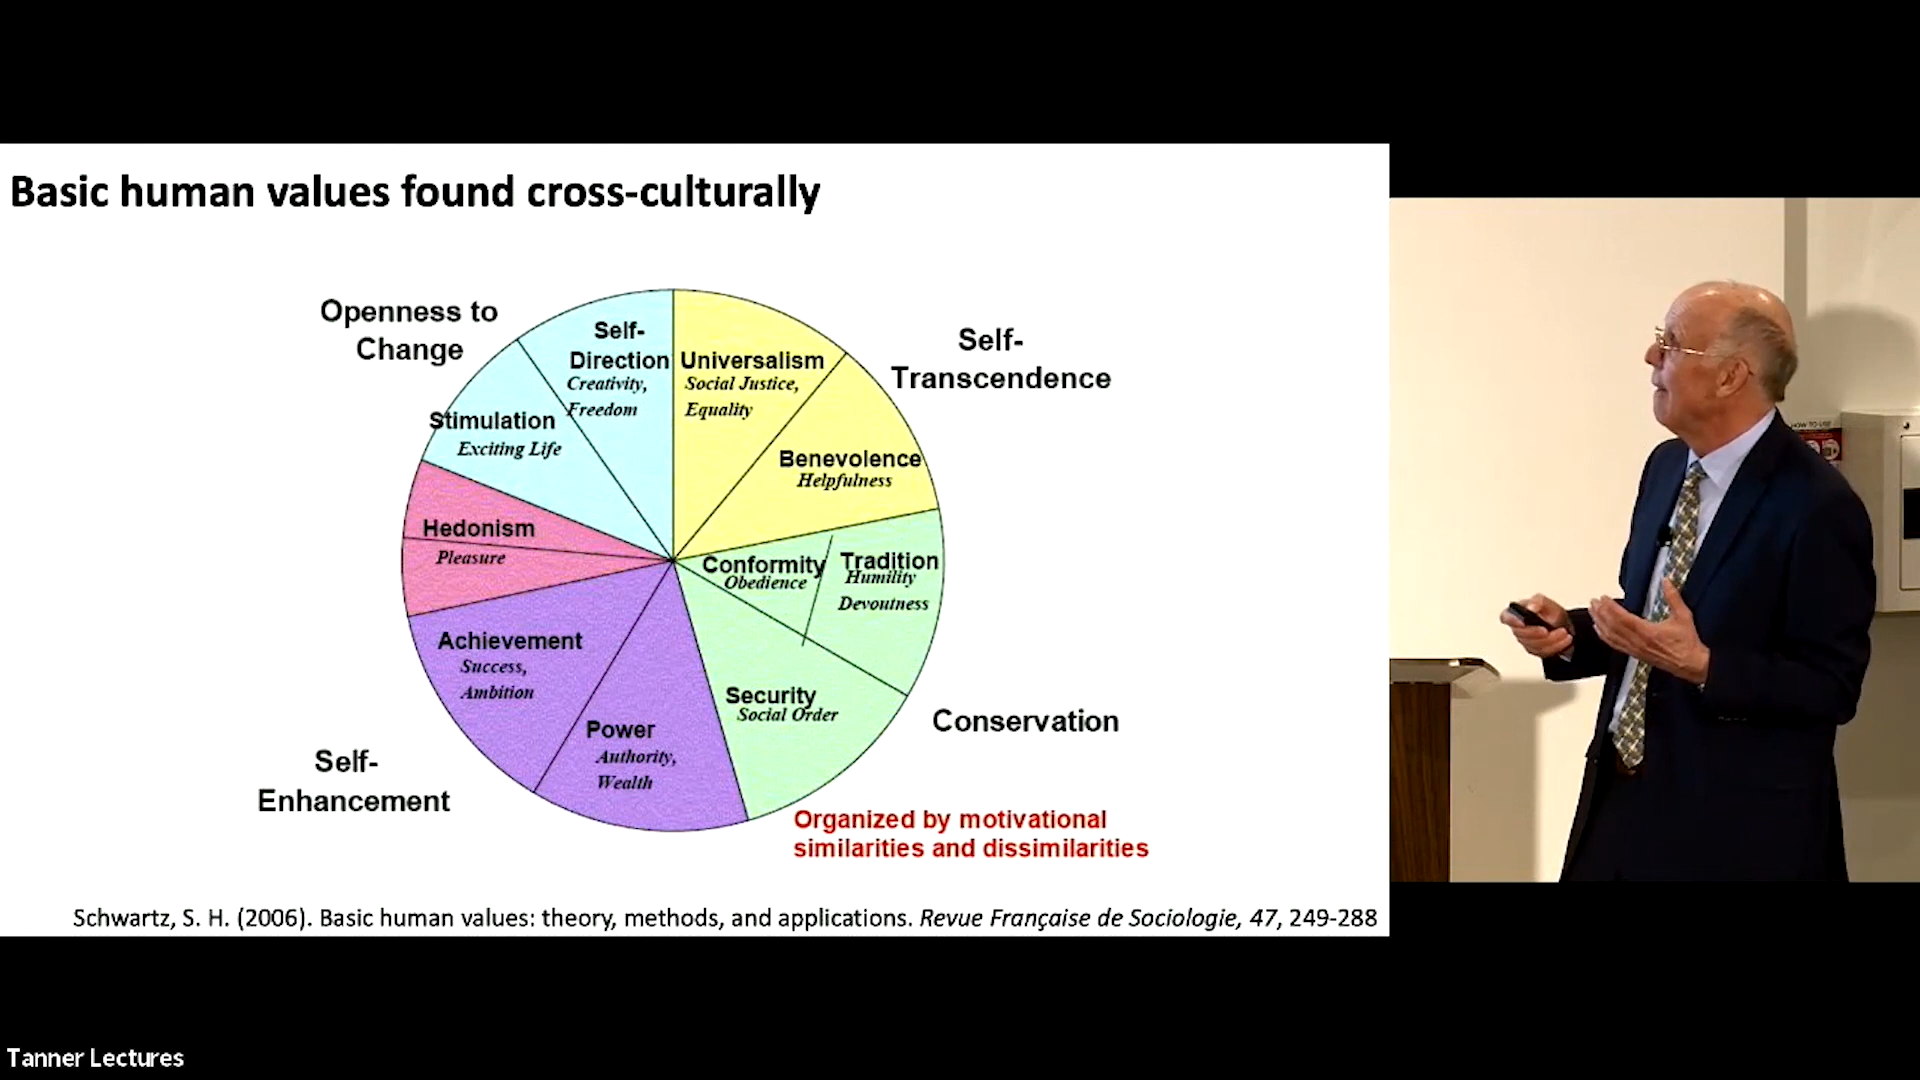 Basic human values found cross-culturally
Openness to
Change
Self-
Direction
Creativity,
Freedom
Universalism
Social Justice,
Equality
Self-
Transcendence
Stimulation
Exciting Life
Benevolence
Helpfulness
Hedonism
Pleasure
Conformity
Obedience
Tradition
Humility
Devoutness
Achievement
Success,
Ambition
Security
Social Order
Power
Authority,
Wealth
Conservation
Self-
Enhancement
Organized by motivational
similarities and dissimilarities
Schwartz, S. H. (2006). Basic human values: theory, methods, and applications. Revue Française de Sociologie, 47, 249-288
HOW TO USE
Tanner Lectures